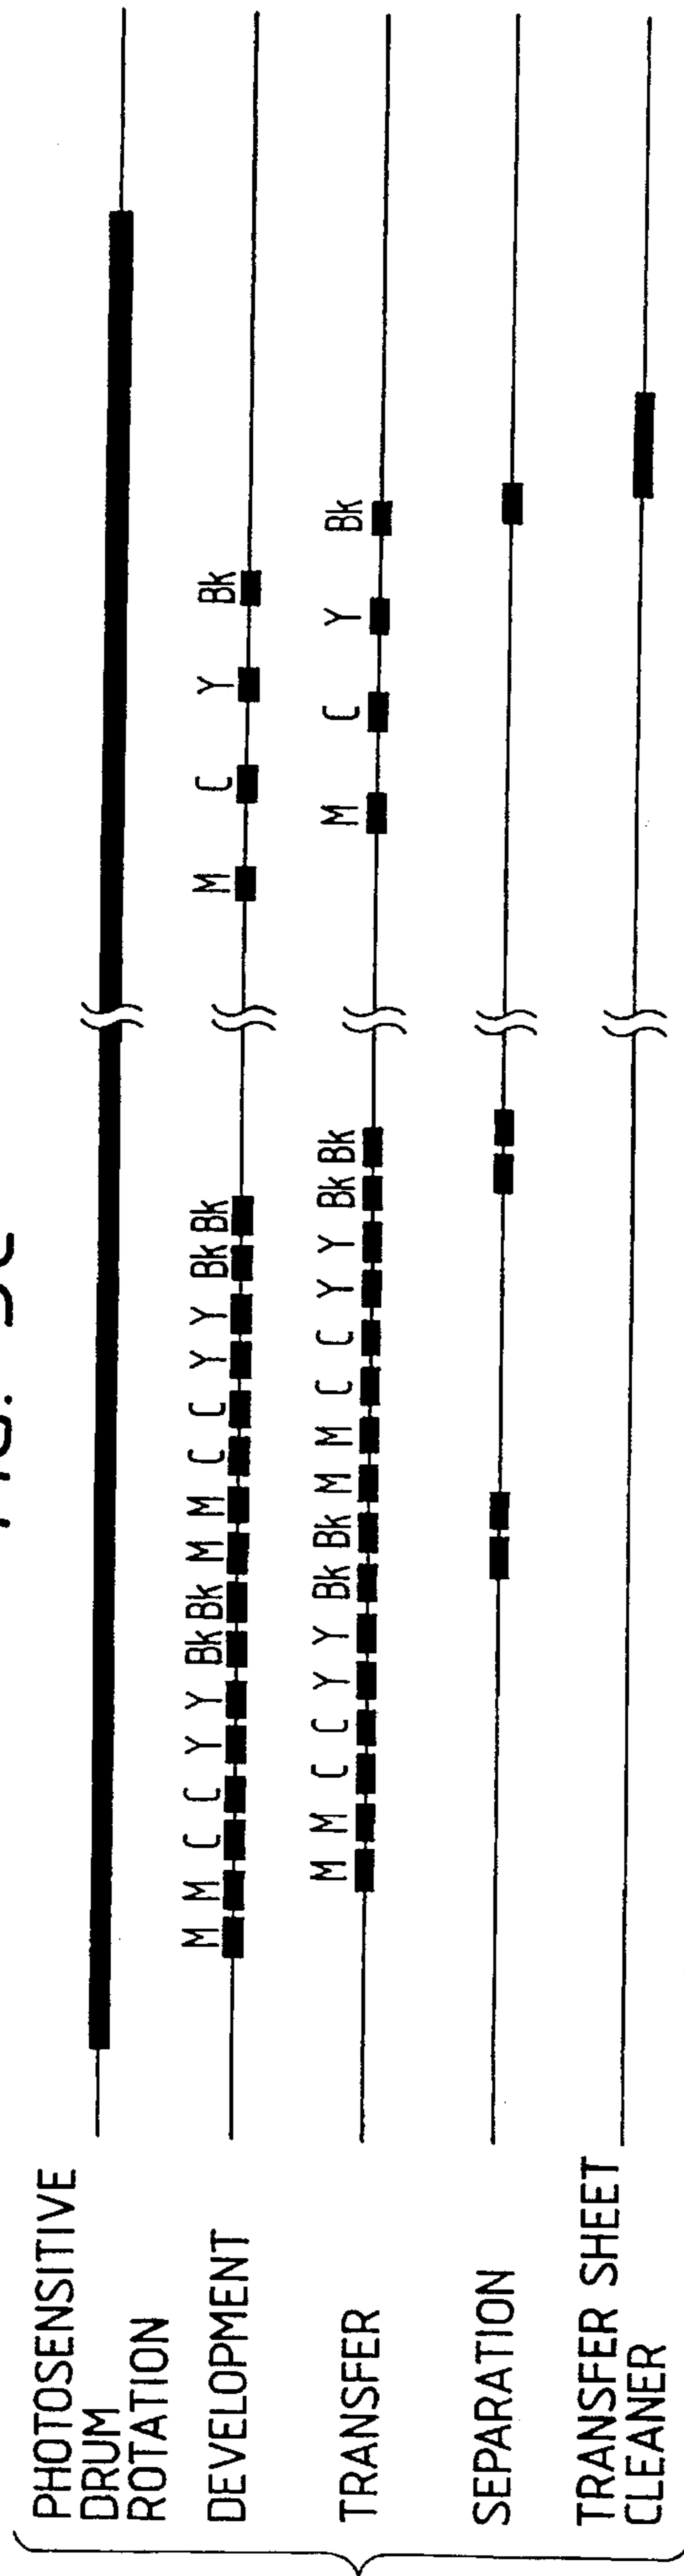 PHOTOSENSITIVE
DRUM
ROTATION
DEVELOPMENT
M M C C Y Y Bk Bk M M C C Y Y Bk Bk M C Y Bk
TRANSFER
M M C C Y Y Bk Bk M M C C Y Y Bk Bk M C Y Bk
SEPARATION
TRANSFER SHEET
CLEANER